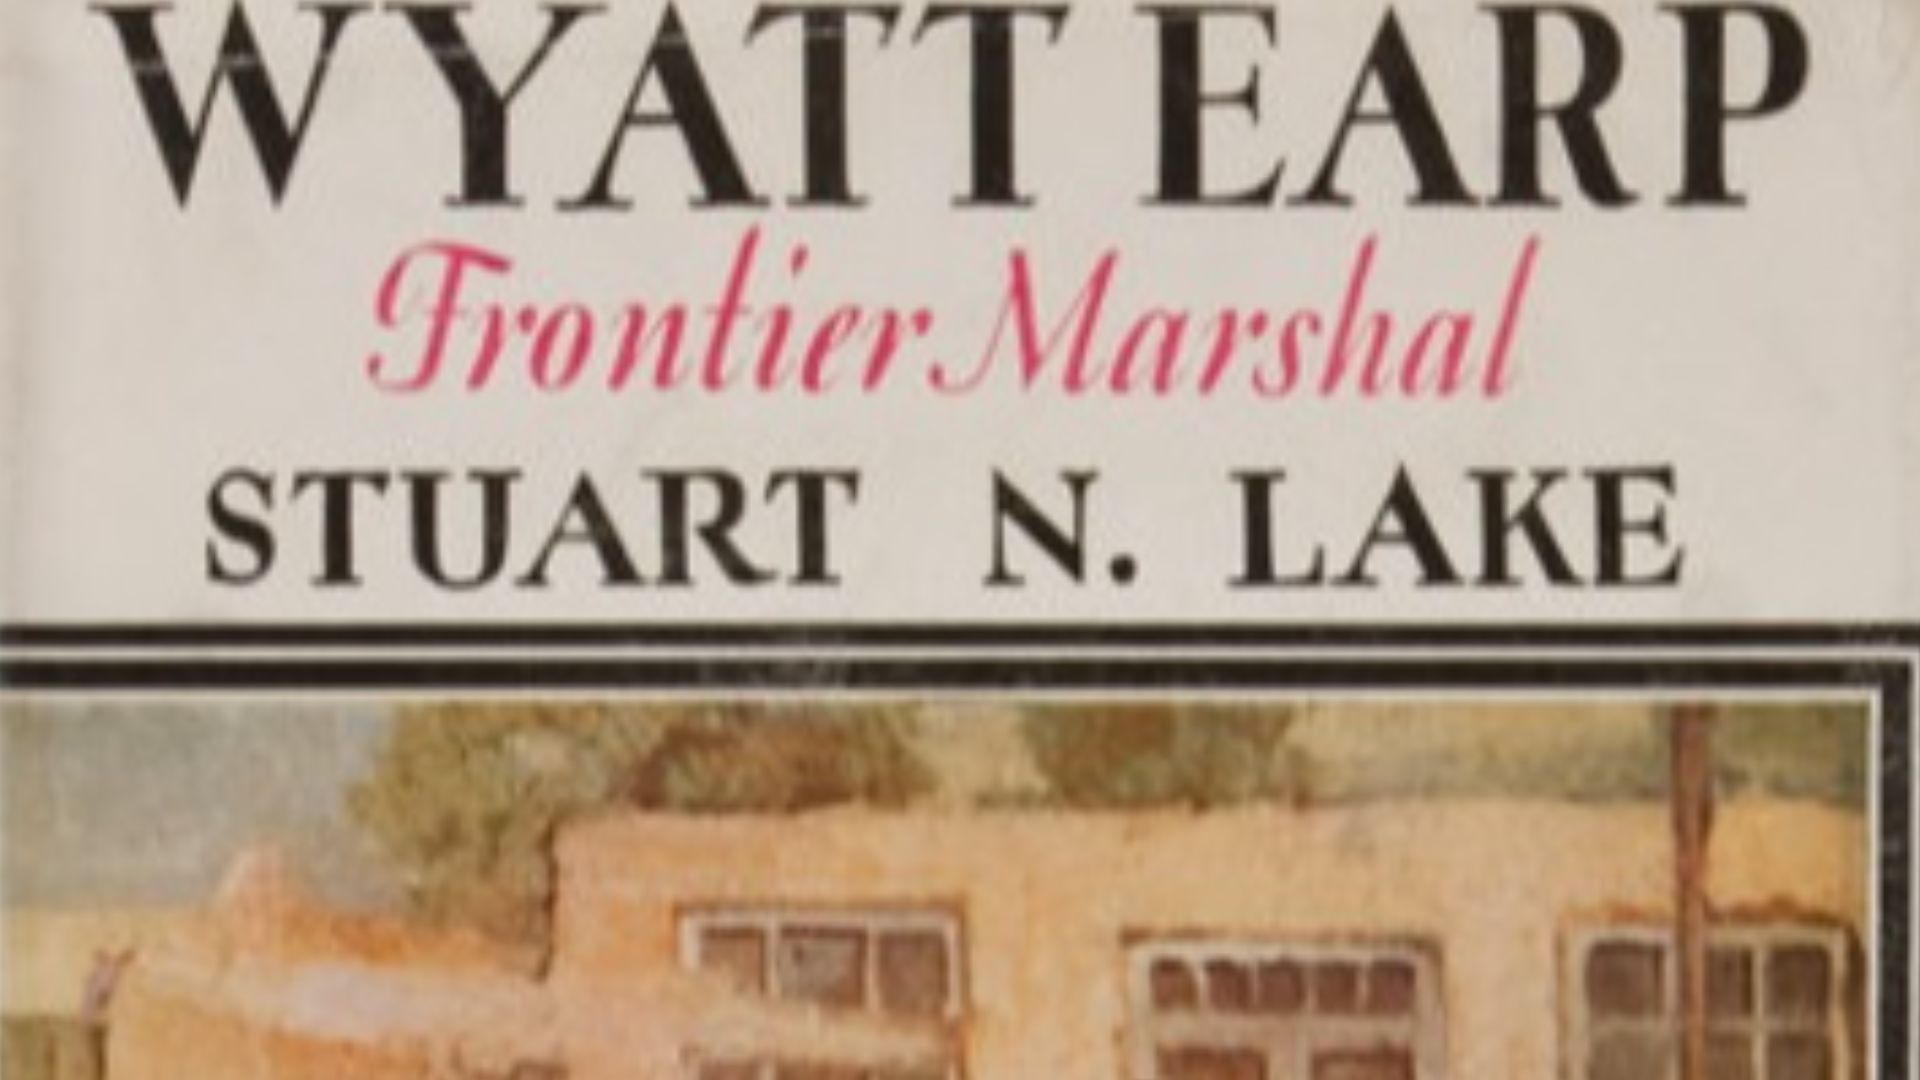 WYATT EARP
Frontier Marshal
STUART N. LAKE